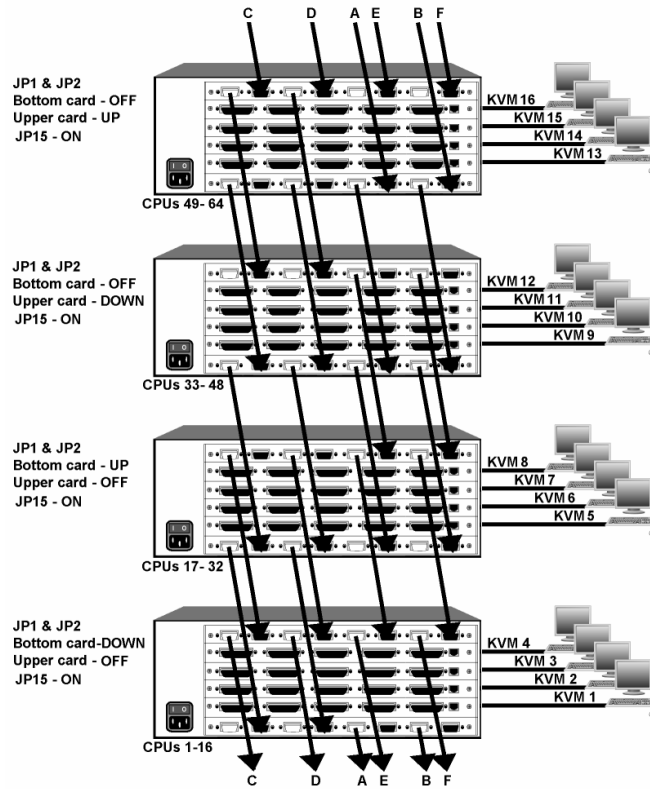 C D A E B F
JP1 & JP2
Bottom card - OFF
Upper card - UP
JP15 - ON
KVM 16
KVM 15
KVM 14
KVM 13
CPUs 49- 64
JP1 & JP2
Bottom card - OFF
Upper card - DOWN
JP15 - ON
KVM 12
KVM 11
KVM 10
KVM 9
CPUs 33- 48
JP1 & JP2
Bottom card - UP
Upper card - OFF
JP15 - ON
KVM 8
KVM 7
KVM 6
KVM 5
CPUs 17- 32
JP1 & JP2
Bottom card-DOWN
Upper card - OFF
JP15 - ON
KVM 4
KVM 3
KVM 2
KVM 1
CPUs 1-16
C D A E B F